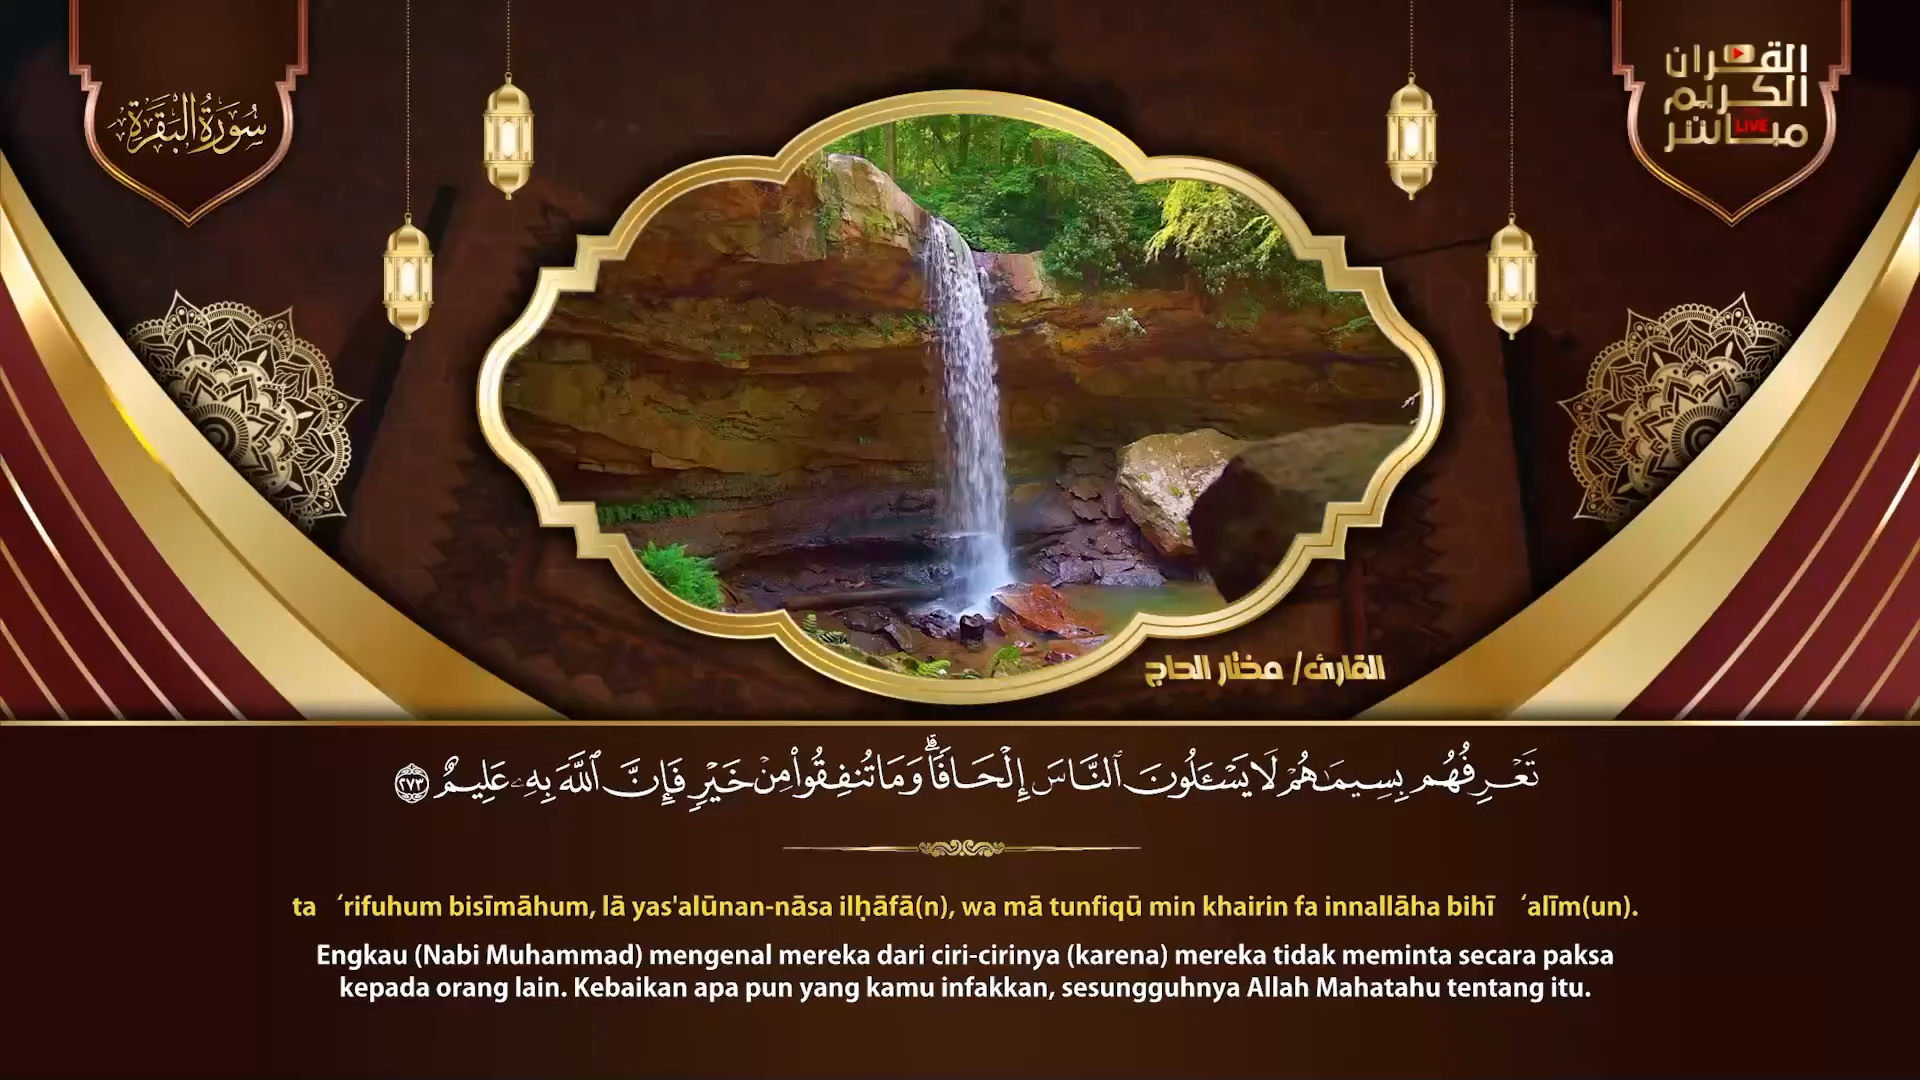 سُورَةُ البَقَرَة
القرآن
الكريم
مباشر
LIVE
القارئ/ مختار الحاج
تَعْرِفُهُم بِسِيمَٰهُمْ لَا يَسْـَٔلُونَ ٱلنَّاسَ إِلْحَافًاۗ وَمَا تُنفِقُوا۟ مِنْ خَيْرٍ فَإِنَّ ٱللَّهَ بِهِۦ عَلِيمٌ ٢٧٣
ta ‘rifuhum bisīmāhum, lā yas'alūnan-nāsa ilḥāfā(n), wa mā tunfiqū min khairin fa innallāha bihī ‘alīm(un).
Engkau (Nabi Muhammad) mengenal mereka dari ciri-cirinya (karena) mereka tidak meminta secara paksa
kepada orang lain. Kebaikan apa pun yang kamu infakkan, sesungguhnya Allah Mahatahu tentang itu.